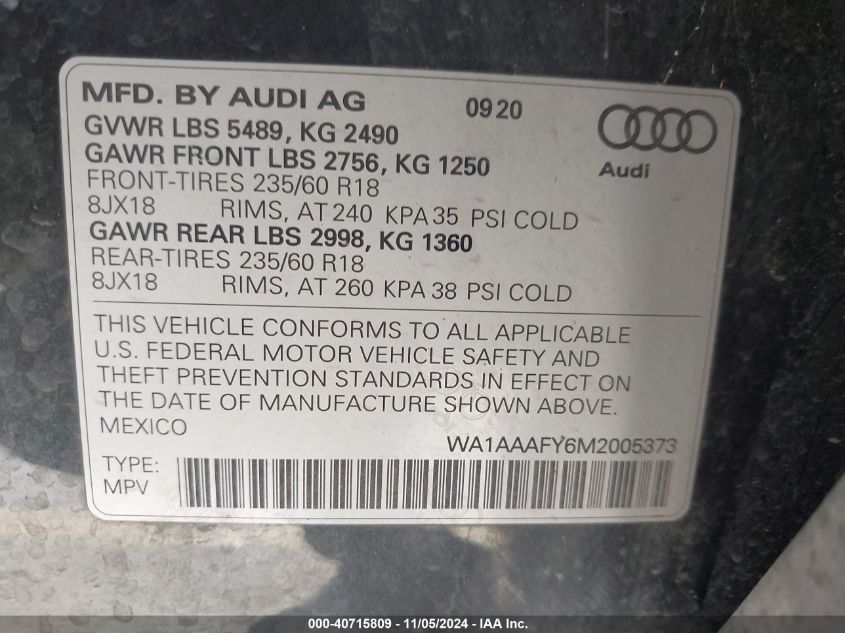 MFD. BY AUDI AG 0920
GVWR LBS 5489, KG 2490
GAWR FRONT LBS 2756, KG 1250
Audi
FRONT-TIRES 235/60 R18
8JX18 RIMS, AT 240 KPA 35 PSI COLD
GAWR REAR LBS 2998, KG 1360
REAR-TIRES 235/60 R18
8JX18 RIMS, AT 260 KPA 38 PSI COLD
THIS VEHICLE CONFORMS TO ALL APPLICABLE
U.S. FEDERAL MOTOR VEHICLE SAFETY AND
THEFT PREVENTION STANDARDS IN EFFECT ON
THE DATE OF MANUFACTURE SHOWN ABOVE.
MEXICO
WA1AAAFY6M2005373
TYPE:
MPV
000-40715809 - 11/05/2024 - IAA Inc.